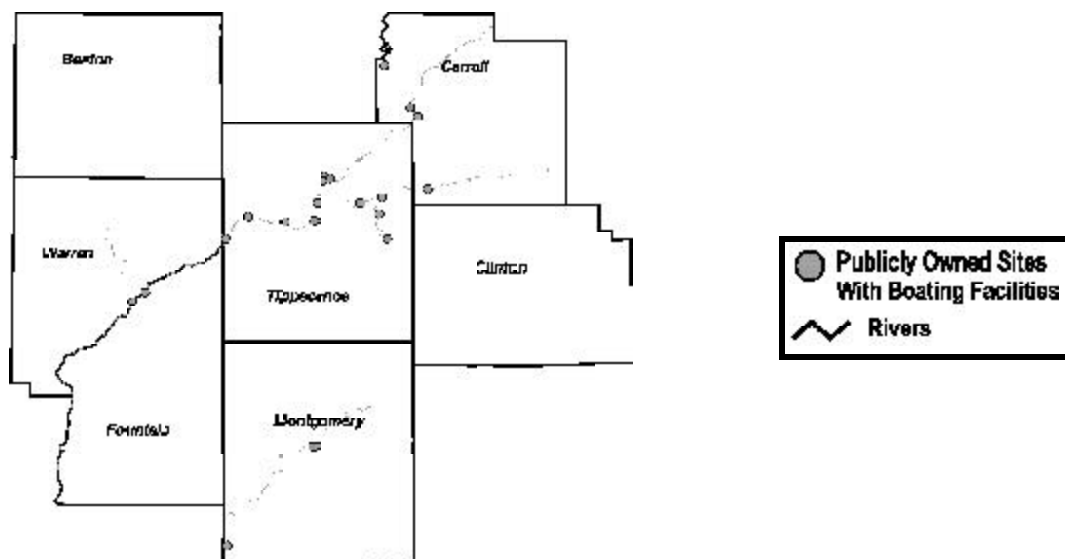 Benton
Carroll
Warren
Tippecanoe
Clinton
Fountain
Montgomery
Publicly Owned Sites
With Boating Facilities
Rivers